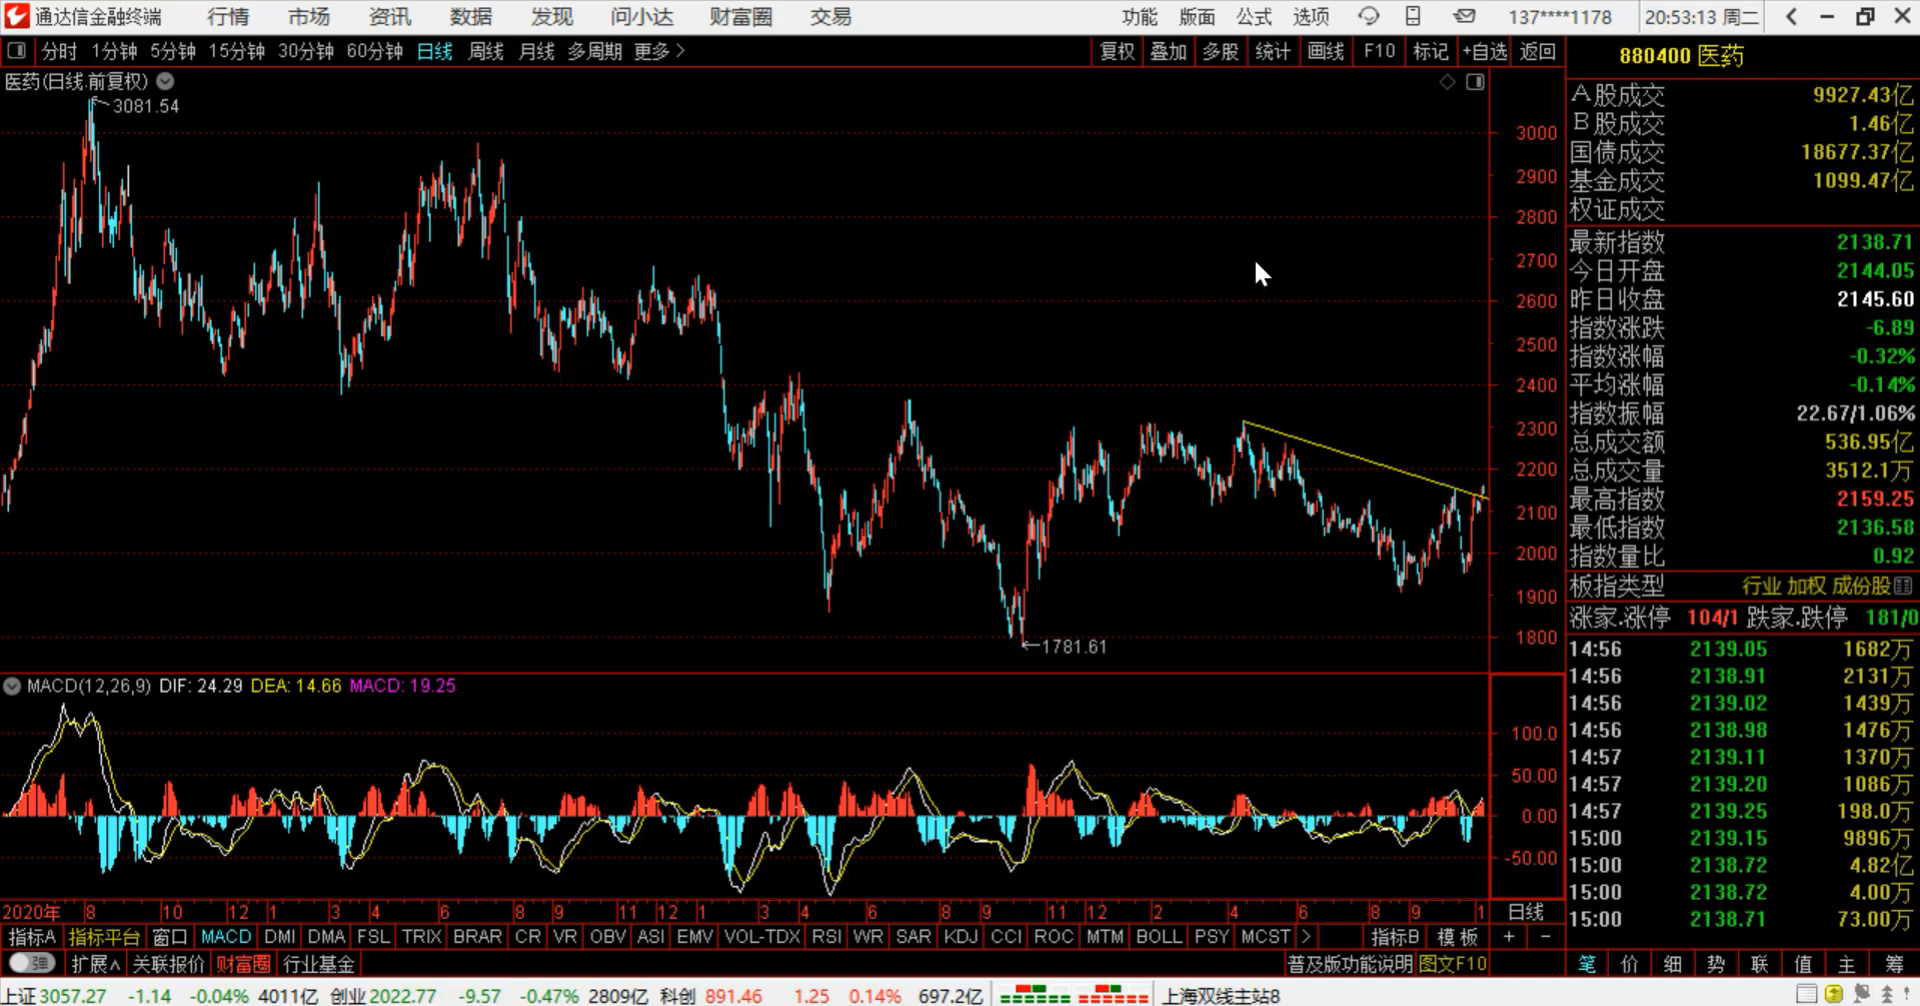 通达信金融终端 行情 市场 资讯 数据 发现 问小达 财富圈 交易 功能 版面 公式 选项 137****1178 20:53:13 周二
分时 1分钟 5分钟 15分钟 30分钟 60分钟 日线 周线 月线 多周期 更多> 复权 叠加 多股 统计 画线 F10 标记 +自选 返回
880400 医药
医药(日线.前复权)
3081.54
3000
2900
2800
2700
2600
2500
2400
2300
2200
2100
2000
1900
1800
1781.61
A股成交 9927.43亿
B股成交 1.46亿
国债成交 18677.37亿
基金成交 1099.47亿
权证成交
最新指数 2138.71
今日开盘 2144.05
昨日收盘 2145.60
指数涨跌 -6.89
指数涨幅 -0.32%
平均涨幅 -0.14%
指数振幅 22.67/1.06%
总成交额 536.95亿
总成交量 3512.1万
最高指数 2159.25
最低指数 2136.58
指数量比 0.92
板指类型 行业 加权 成份股
涨家.涨停 104/1 跌家.跌停 181/0
14:56 2139.05 1682万
14:56 2138.91 2131万
14:56 2139.02 1439万
14:56 2138.98 1476万
14:57 2139.11 1370万
14:57 2139.20 1086万
14:57 2139.25 198.0万
15:00 2139.15 9896万
15:00 2138.72 4.82亿
15:00 2138.72 4.00万
15:00 2138.71 73.00万
MACD(12,26,9) DIF: 24.29 DEA: 14.66 MACD: 19.25
100.0
50.00
0.00
-50.00
2020年 8 10 12 1 3 4 6 8 9 11 12 1 3 4 6 8 9 11 12 2 4 6 8 9 1 日线
指标A 指标平台 窗口 MACD DMI DMA FSL TRIX BRAR CR VR OBV ASI EMV VOL-TDX RSI WR SAR KDJ CCI ROC MTM BOLL PSY MCST > 指标B 模板 + -
弹 扩展∧ 关联报价 财富圈 行业基金 普及版功能说明 图文F10 笔 价 细 势 联 值 主 筹
上证 3057.27 -1.14 -0.04% 4011亿 创业 2022.77 -9.57 -0.47% 2809亿 科创 891.46 1.25 0.14% 697.2亿 上海双线主站8